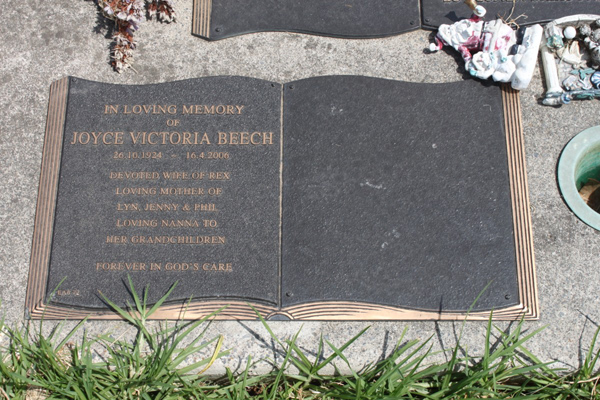 IN LOVING MEMORY
OF
JOYCE VICTORIA BEECH
26.10.1924 - 16.4.2006
DEVOTED WIFE OF REX
LOVING MOTHER OF
LYN, JENNY & PHIL
LOVING NANNA TO
HER GRANDCHILDREN
FOREVER IN GOD'S CARE